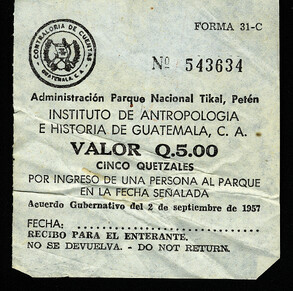 FORMA 31-C
CONTRALORIA DE CUENTAS
GUATEMALA, C. A.
Nº 543634
Administración Parque Nacional Tikal, Petén
INSTITUTO DE ANTROPOLOGIA
E HISTORIA DE GUATEMALA, C. A.
VALOR Q.5.00
CINCO QUETZALES
POR INGRESO DE UNA PERSONA AL PARQUE
EN LA FECHA SEÑALADA
Acuerdo Gubernativo del 2 de septiembre de 1957
FECHA:
RECIBO PARA EL ENTERANTE.
NO SE DEVUELVA. - DO NOT RETURN.